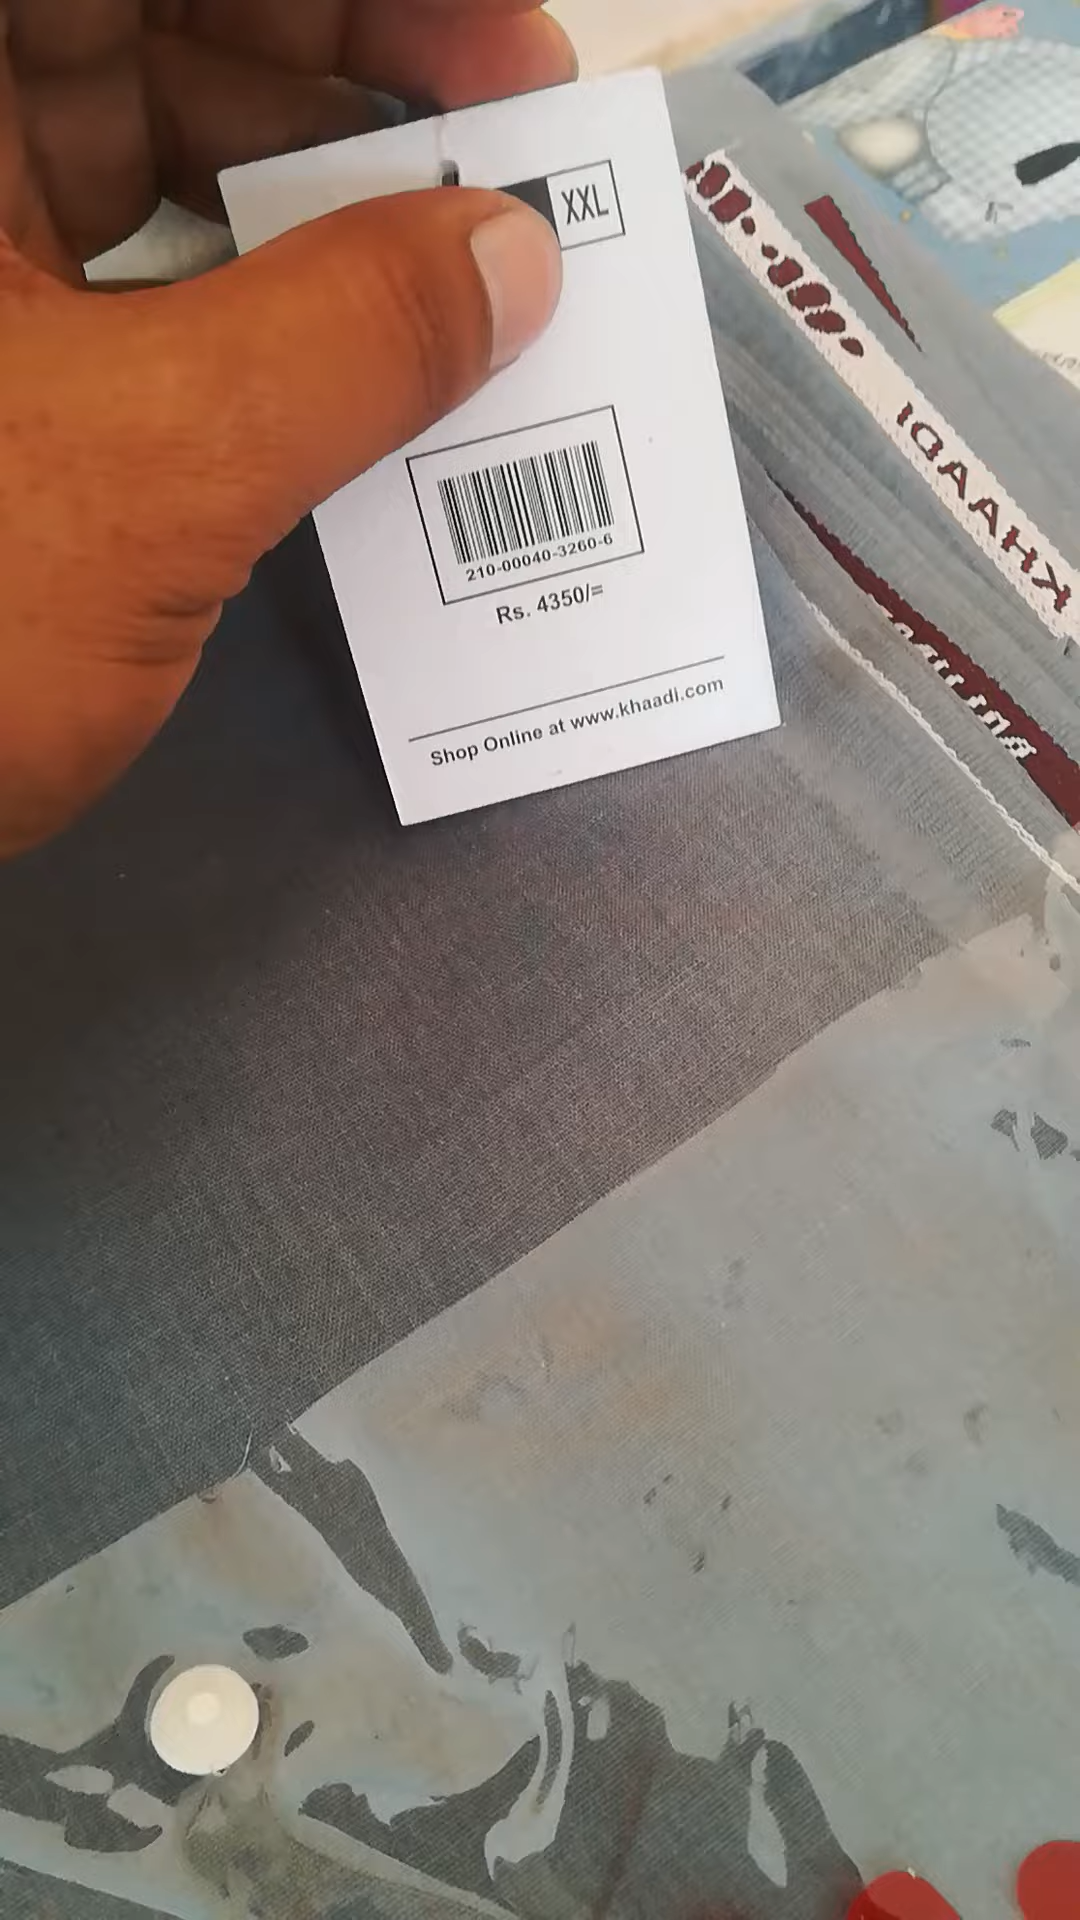 XXL
210-00040-3260-6
Rs. 4350/=
Shop Online at www.khaadi.com
KHAADI